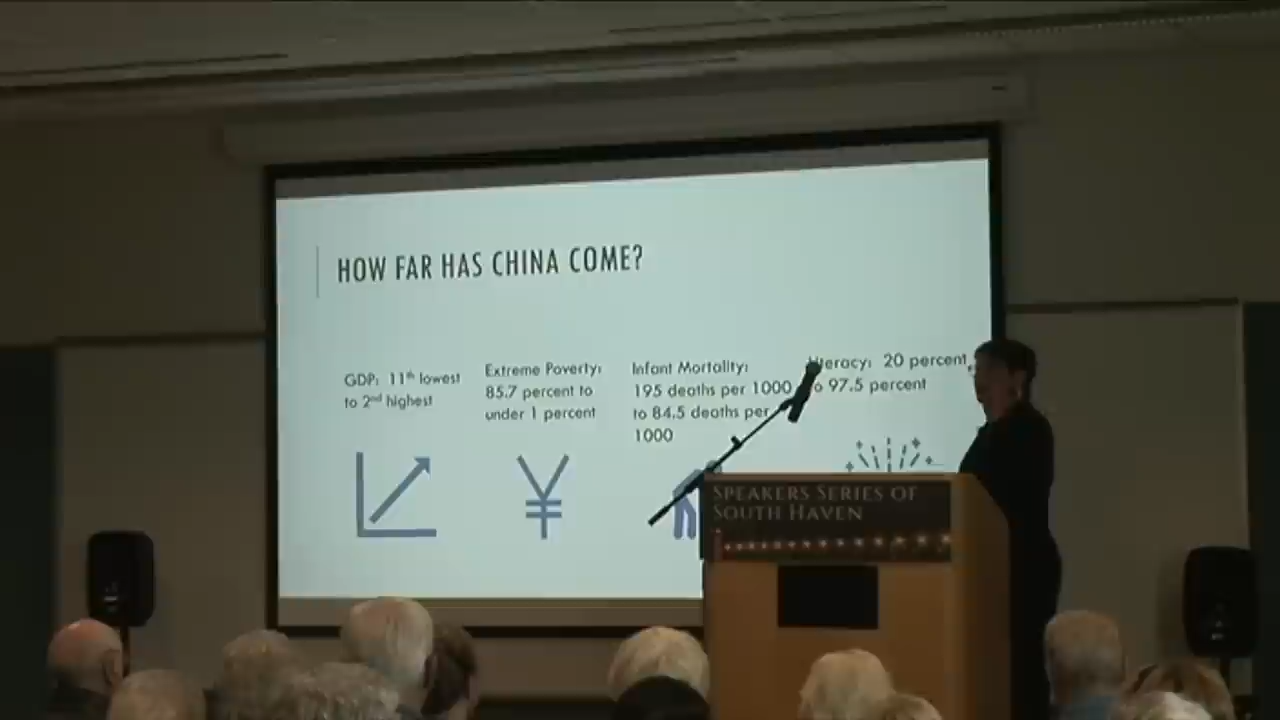 HOW FAR HAS CHINA COME?
GDP: 11th lowest
to 2nd highest
Extreme Poverty:
85.7 percent to
under 1 percent
Infant Mortality:
195 deaths per 1000
to 84.5 deaths per
1000
Literacy: 20 percent,
to 97.5 percent
¥
SPEAKERS SERIES OF
SOUTH HAVEN